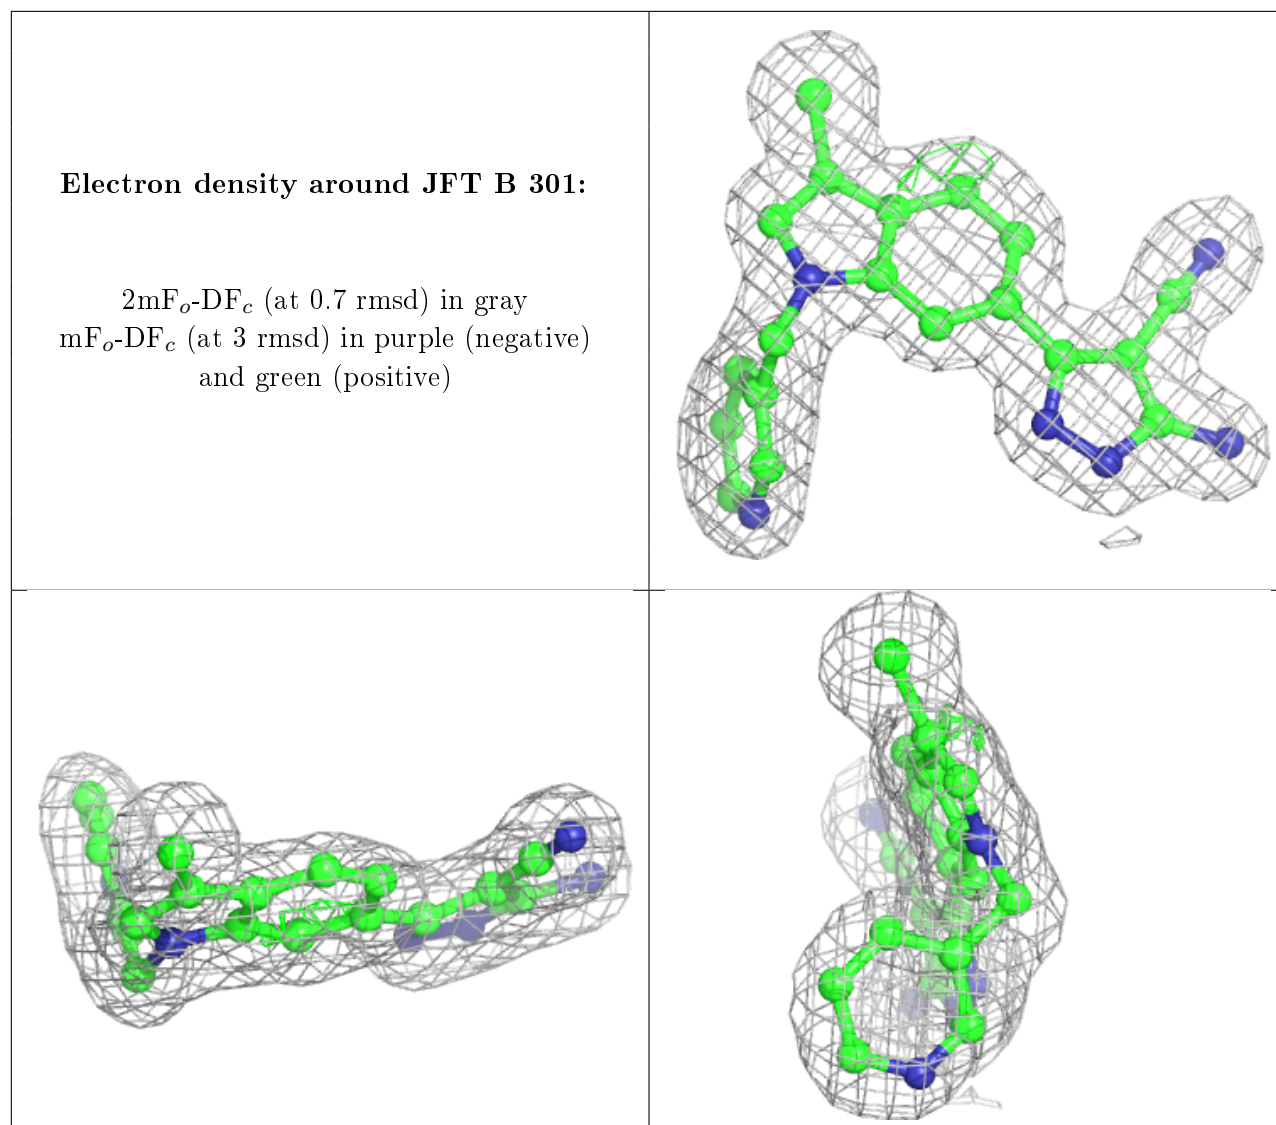 Electron density around JFT B 301:
2mFo-DFc (at 0.7 rmsd) in gray
mFo-DFc (at 3 rmsd) in purple (negative)
and green (positive)